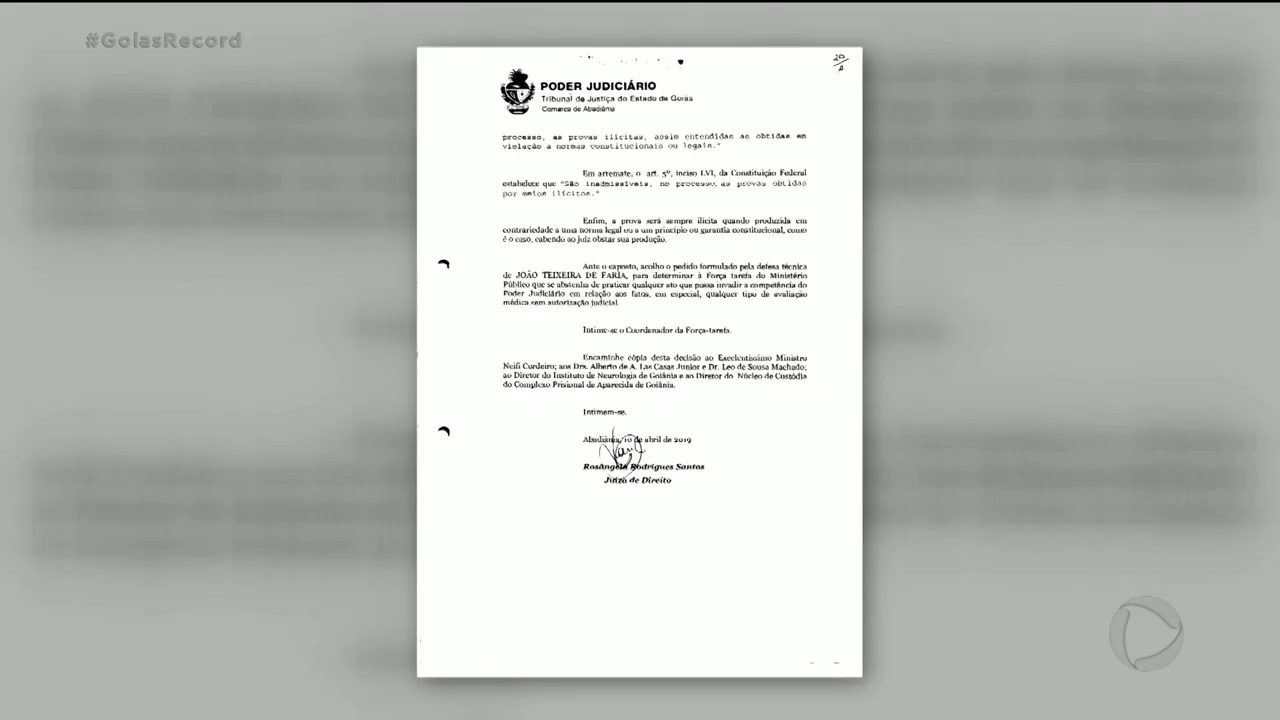 #GoiasRecord
PODER JUDICIÁRIO
Tribunal de Justiça do Estado de Goiás
Comarca de Abadiânia
processo, as provas ilícitas, assim entendidas as obtidas em
violação a normas constitucionais ou legais."
Em arremate, o art. 5º, inciso LVI, da Constituição Federal
estabelece que "São inadmissíveis, no processo, as provas obtidas
por meios ilícitos."
Enfim, a prova será sempre ilícita quando produzida em
contrariedade a uma norma legal ou a um princípio ou garantia constitucional, como
é o caso, cabendo ao juiz obstar sua produção.
Ante o exposto, acolho o pedido formulado pela defesa técnica
de JOÃO TEIXEIRA DE FARIA, para determinar à Força tarefa do Ministério
Público que se abstenha de praticar qualquer ato que possa invadir a competência do
Poder Judiciário em relação aos fatos, em especial, qualquer tipo de avaliação
médica sem autorização judicial.
Intime-se o Coordenador da Força-tarefa.
Encaminhe cópia desta decisão ao Excelentíssimo Ministro
Neifi Cordeiro; aos Drs. Alberto de A. Las Casas Junior e Dr. Leo de Sousa Machado;
ao Diretor do Instituto de Neurologia de Goiânia e ao Diretor do Núcleo de Custódia
do Complexo Prisional de Aparecida de Goiânia.
Intimem-se.
Abadiânia, 10 de abril de 2019
Rosângela Rodrigues Santos
Juíza de Direito